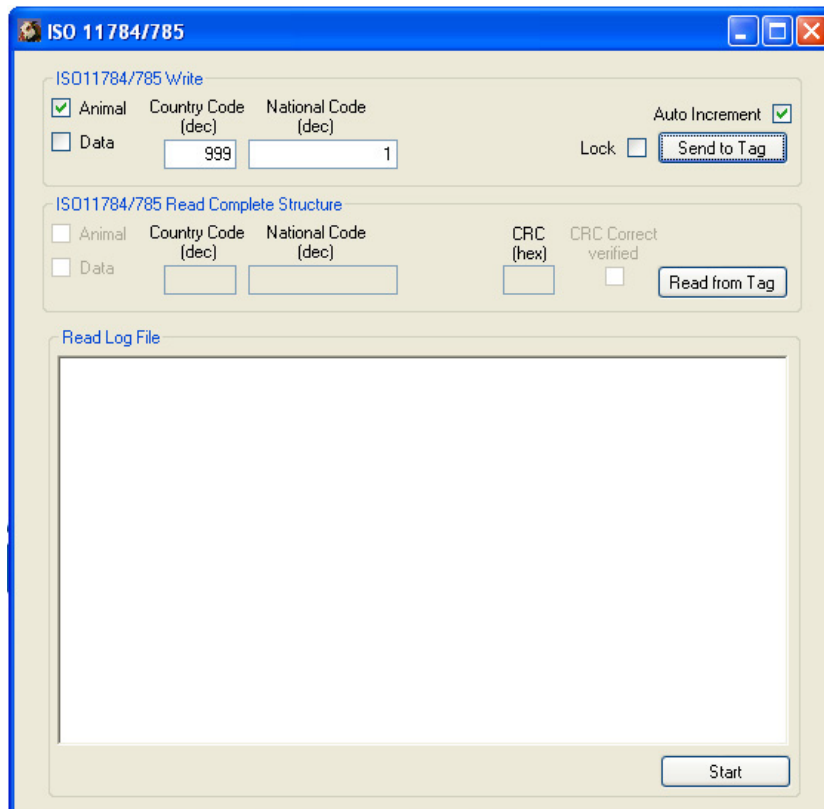 ISO 11784/785
ISO11784/785 Write
Animal
Country Code (dec)
National Code (dec)
Auto Increment
Data
999
1
Lock
Send to Tag
ISO11784/785 Read Complete Structure
Animal
Country Code (dec)
National Code (dec)
CRC (hex)
CRC Correct verified
Data
Read from Tag
Read Log File
Start